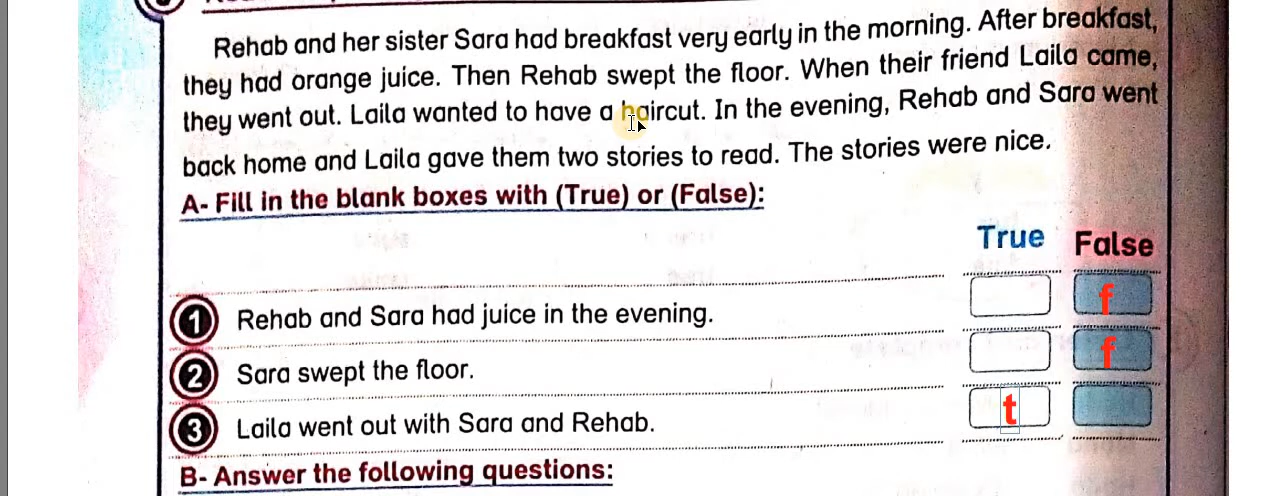 Rehab and her sister Sara had breakfast very early in the morning. After breakfast,
they had orange juice. Then Rehab swept the floor. When their friend Laila came,
they went out. Laila wanted to have a haircut. In the evening, Rehab and Sara went
back home and Laila gave them two stories to read. The stories were nice.
A- Fill in the blank boxes with (True) or (False):
True False
1 Rehab and Sara had juice in the evening. f
2 Sara swept the floor. f
3 Laila went out with Sara and Rehab. t
B- Answer the following questions: